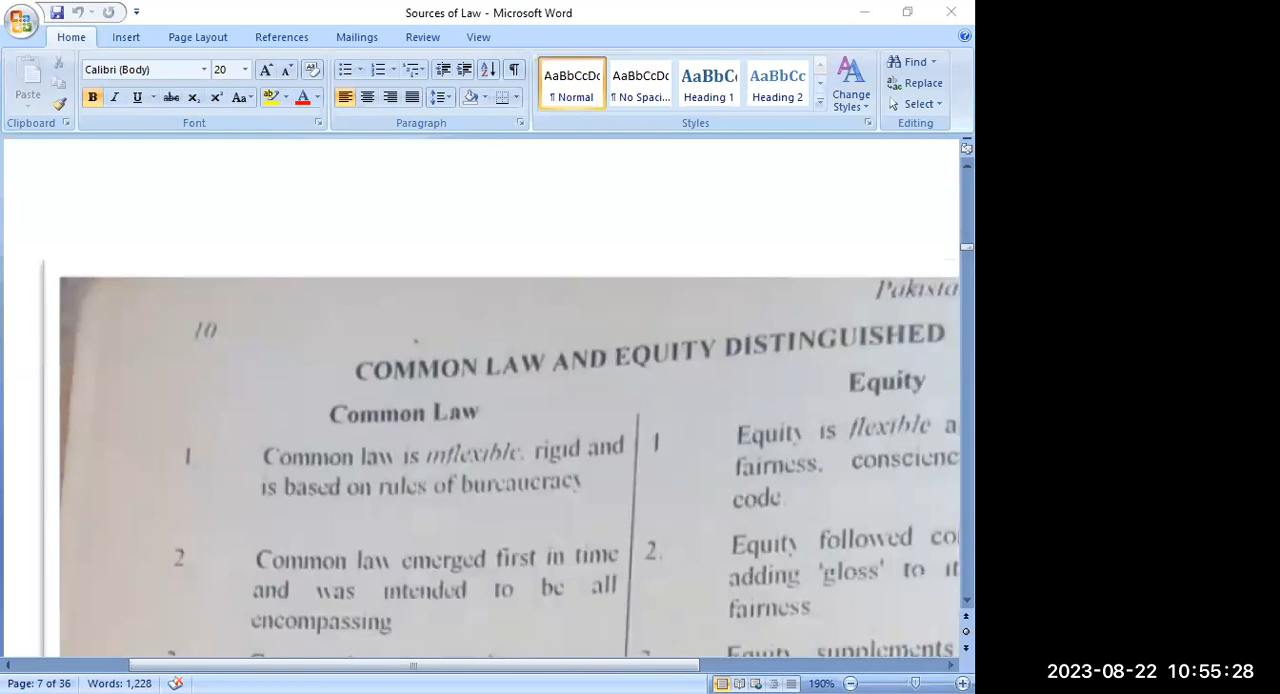 Sources of Law - Microsoft Word
Home Insert Page Layout References Mailings Review View
Paste
Calibri (Body) 20
AaBbCcDc AaBbCcDc AaBbC AaBbCc
¶ Normal ¶ No Spaci... Heading 1 Heading 2
Change Styles
Find
Replace
Select
Clipboard Font Paragraph Styles Editing
10
COMMON LAW AND EQUITY DISTINGUISHED
Common Law
1 Common law is inflexible, rigid and
is based on rules of bureaucracy
2 Common law emerged first in time
and was intended to be all
encompassing
Equity
1 Equity is flexible a
fairness, conscienc
code.
2. Equity followed
adding 'gloss' to
fairness
Equity supplements
Page: 7 of 36 Words: 1,228 190%
2023-08-22 10:55:28